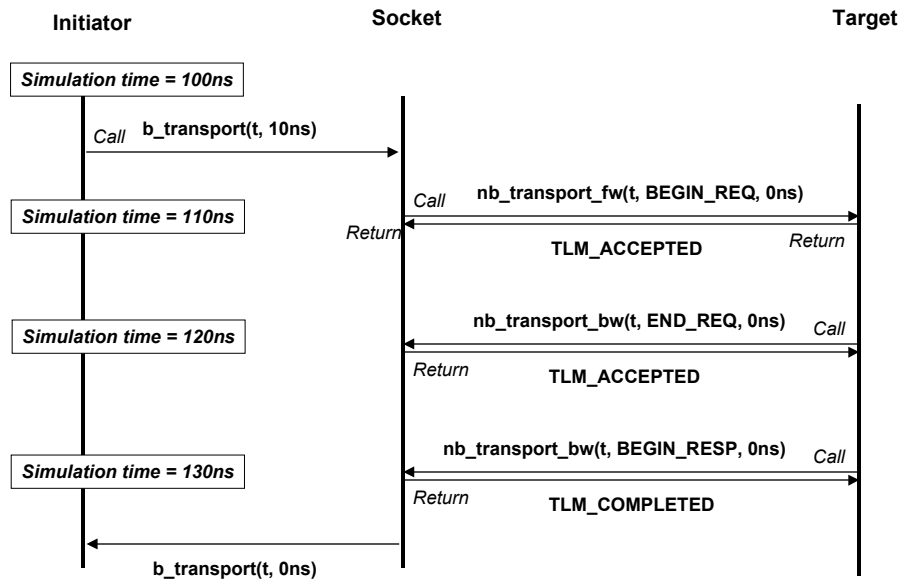 Initiator
Socket
Target
Simulation time = 100ns
Call
b_transport(t, 10ns)
Call
nb_transport_fw(t, BEGIN_REQ, 0ns)
Simulation time = 110ns
Return
TLM_ACCEPTED
Return
nb_transport_bw(t, END_REQ, 0ns)
Call
Simulation time = 120ns
Return
TLM_ACCEPTED
nb_transport_bw(t, BEGIN_RESP, 0ns)
Call
Simulation time = 130ns
Return
TLM_COMPLETED
b_transport(t, 0ns)